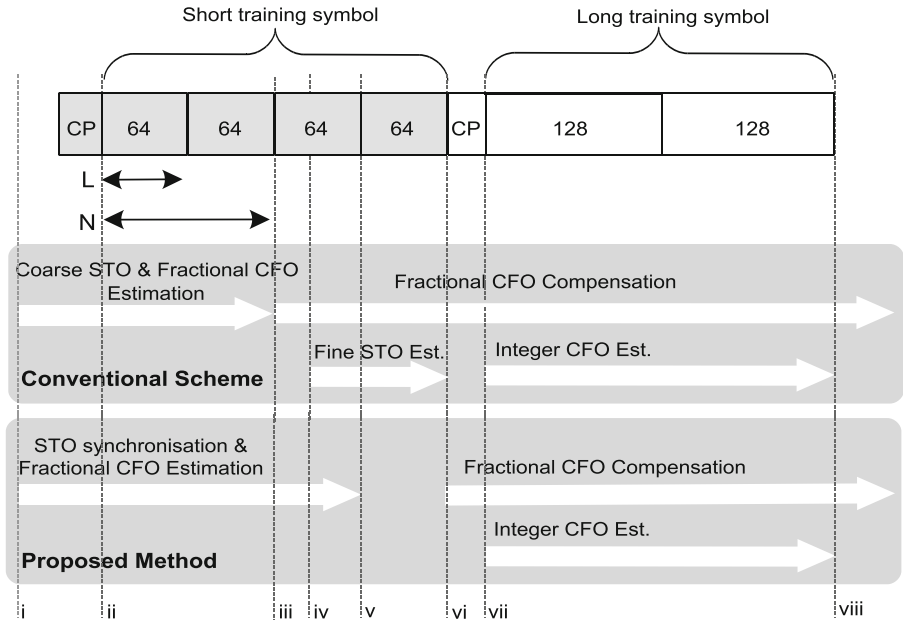 Short training symbol
Long training symbol
CP 64 64 64 64 CP 128 128
L
N
Coarse STO & Fractional CFO
Estimation
Fractional CFO Compensation
Fine STO Est.
Integer CFO Est.
Conventional Scheme
STO synchronisation &
Fractional CFO Estimation
Fractional CFO Compensation
Integer CFO Est.
Proposed Method
i ii iii iv v vi vii viii